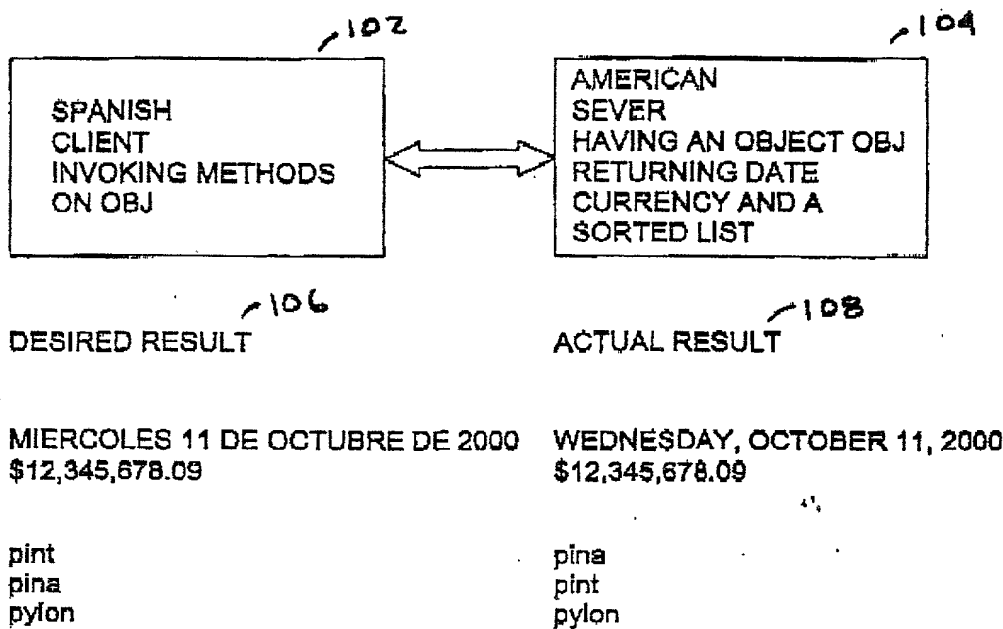 102
SPANISH
CLIENT
INVOKING METHODS
ON OBJ
104
AMERICAN
SEVER
HAVING AN OBJECT OBJ
RETURNING DATE
CURRENCY AND A
SORTED LIST
106
DESIRED RESULT
108
ACTUAL RESULT
MIERCOLES 11 DE OCTUBRE DE 2000
$12,345,678.09
WEDNESDAY, OCTOBER 11, 2000
$12,345,678.09
pint
pina
pylon
pina
pint
pylon